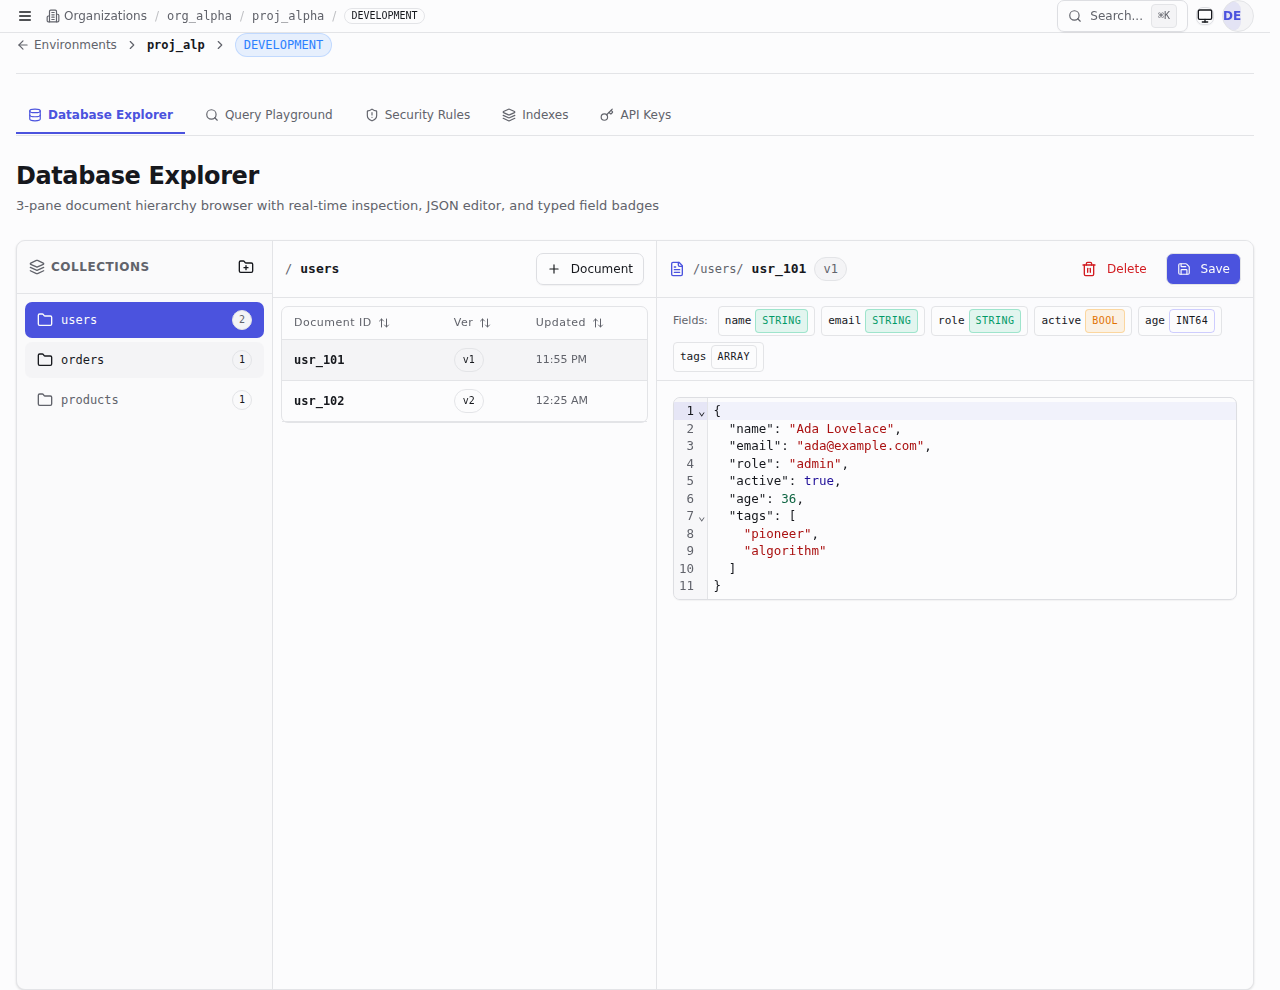 Organizations / org_alpha / proj_alpha / DEVELOPMENT Search... ⌘K DE
Environments proj_alp DEVELOPMENT
Database Explorer Query Playground Security Rules Indexes API Keys
Database Explorer
3-pane document hierarchy browser with real-time inspection, JSON editor, and typed field badges
COLLECTIONS
users 2
orders 1
products 1
/ users Document
Document ID Ver Updated
usr_101 v1 11:55 PM
usr_102 v2 12:25 AM
/users/ usr_101 v1 Delete Save
Fields: name STRING email STRING role STRING active BOOL age INT64
tags ARRAY
1 {
2 "name": "Ada Lovelace",
3 "email": "ada@example.com",
4 "role": "admin",
5 "active": true,
6 "age": 36,
7 "tags": [
8 "pioneer",
9 "algorithm"
10 ]
11 }